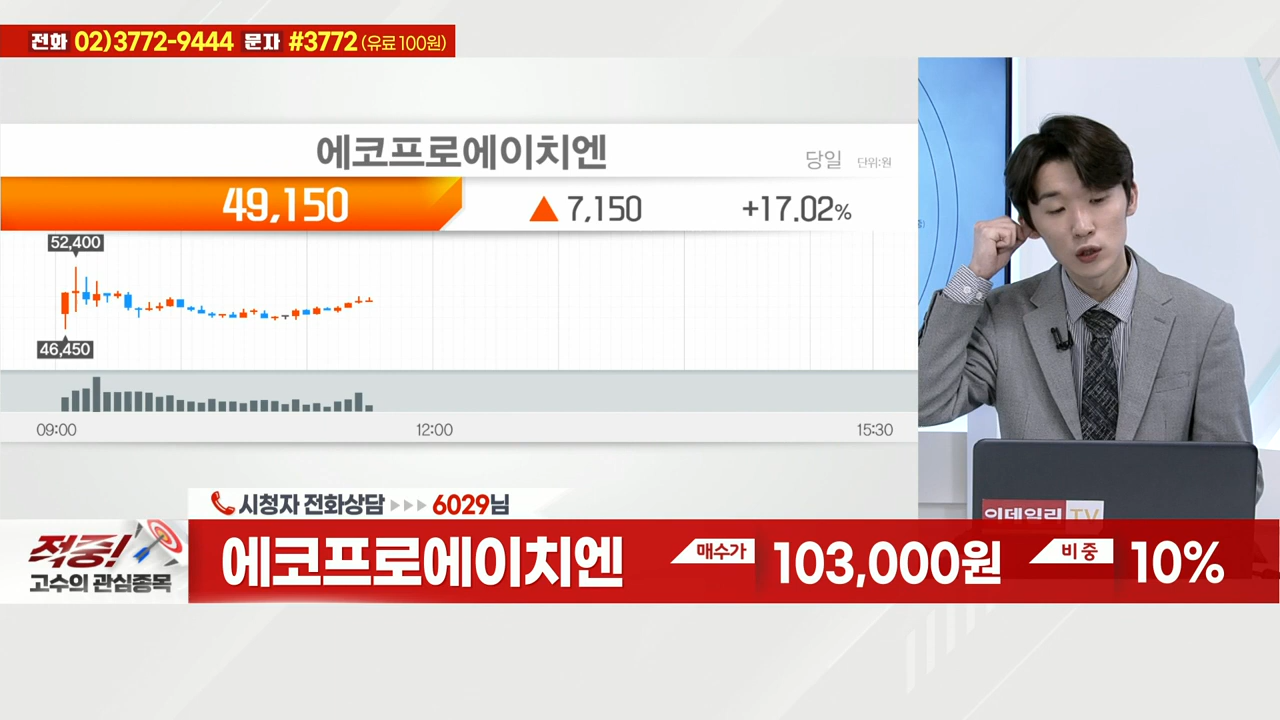 전화 02)3772-9444 문자 #3772 (유료 100원)
에코프로에이치엔
당일 단위:원
49,150 ▲ 7,150 +17.02%
52,400
46,450
09:00 12:00 15:30
시청자 전화상담 ▶▶▶ 6029님
이데일리 TV
적중!
고수의 관심종목
에코프로에이치엔 매수가 103,000원 비중 10%